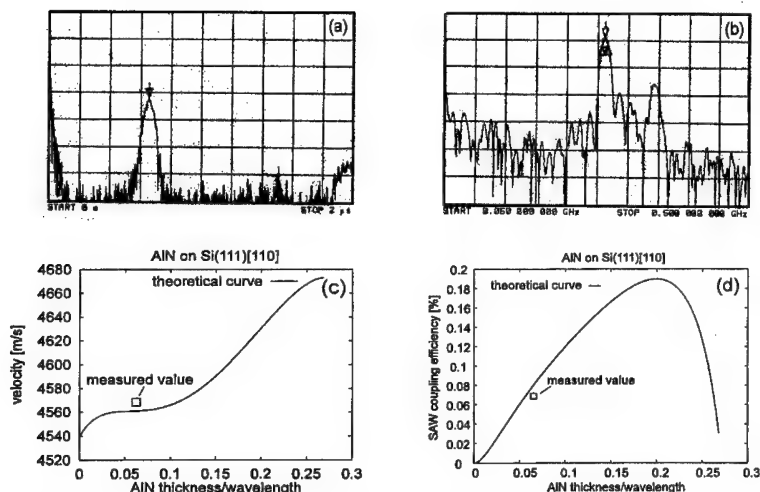 (a)
START 0 s
STOP 2 µs
(b)
START 0.050 000 000 GHz
STOP 0.500 000 000 GHz
AlN on Si(111)[110]
theoretical curve
(c)
measured value
4680
4660
4640
4620
4600
4580
4560
4540
4520
velocity [m/s]
0
0.05
0.1
0.15
0.2
0.25
0.3
AlN thickness/wavelength
AlN on Si(111)[110]
theoretical curve
(d)
measured value
0.2
0.18
0.16
0.14
0.12
0.1
0.08
0.06
0.04
0.02
0
SAW coupling efficiency [%]
0
0.05
0.1
0.15
0.2
0.25
0.3
AlN thickness/wavelength